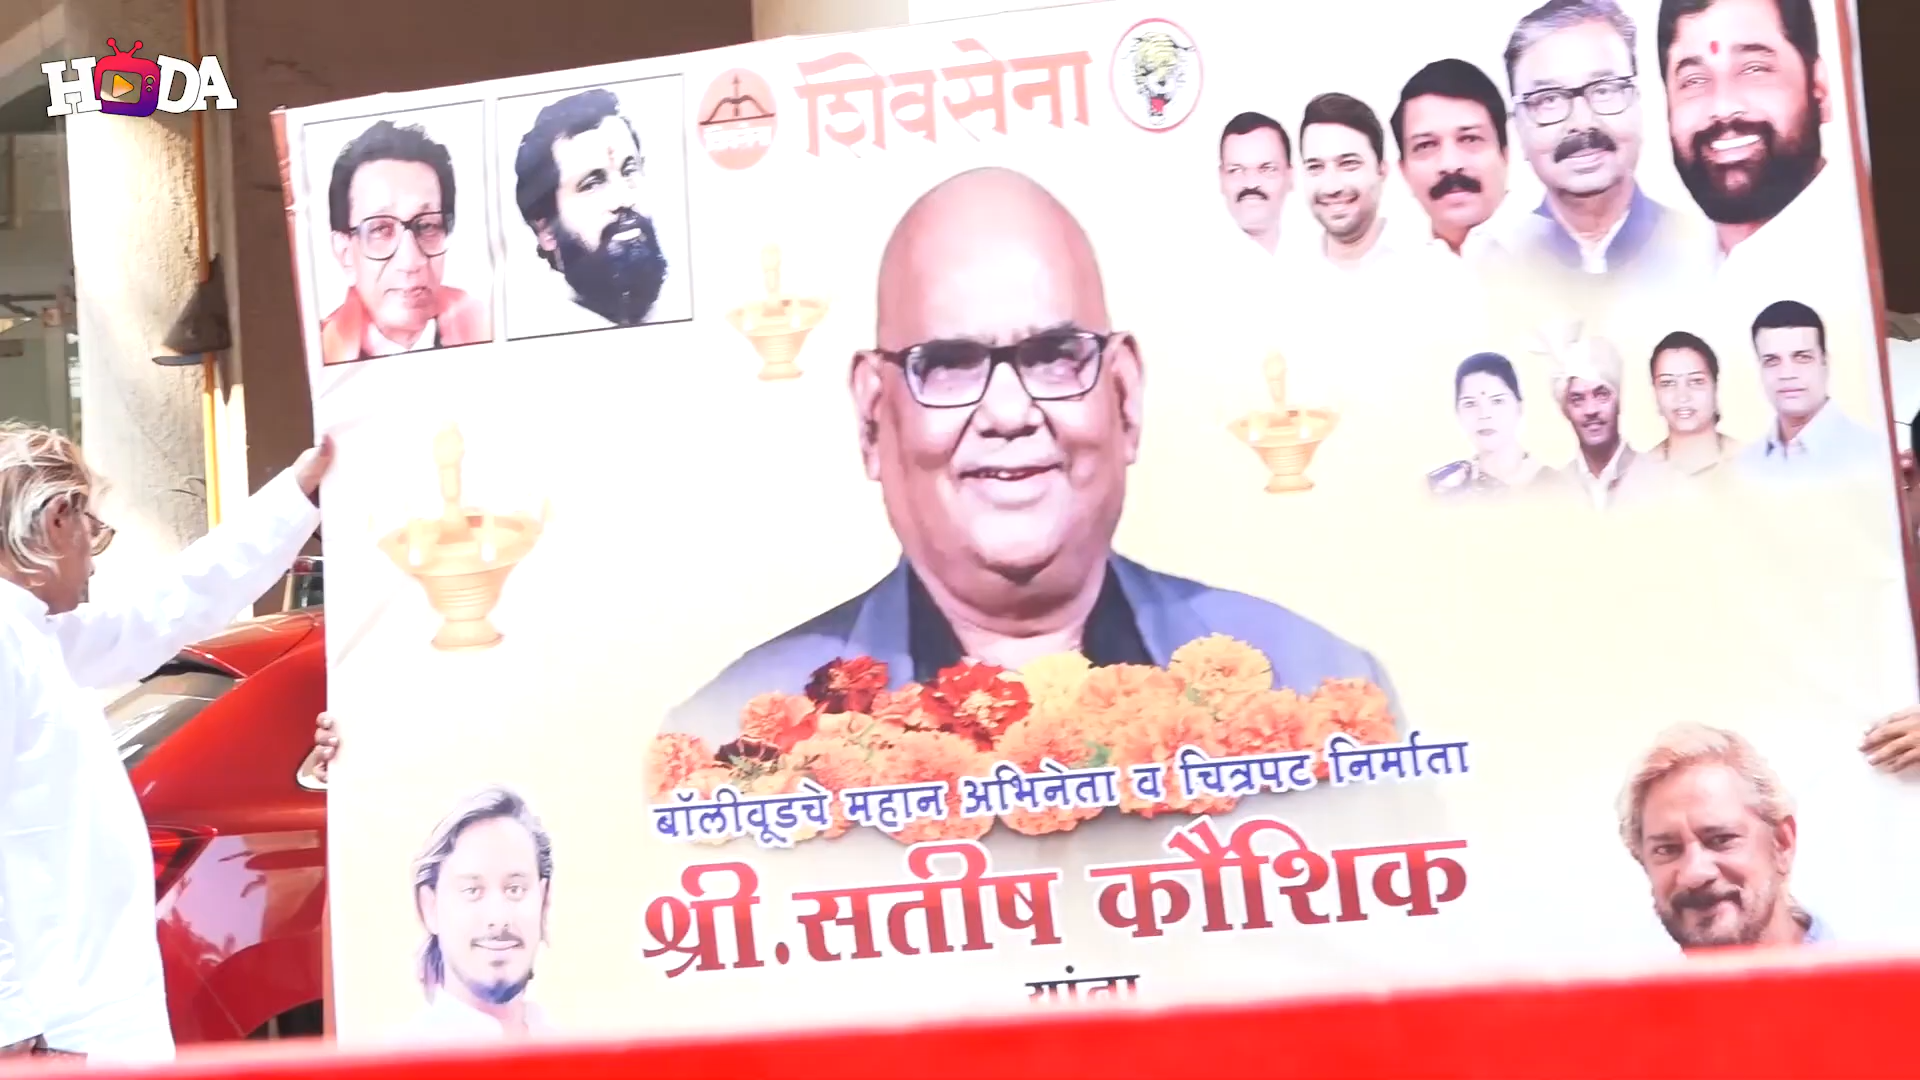 HODA
शिवसेना
बॉलीवूडचे महान अभिनेता व चित्रपट निर्माता
श्री.सतीष कौशिक
यांना